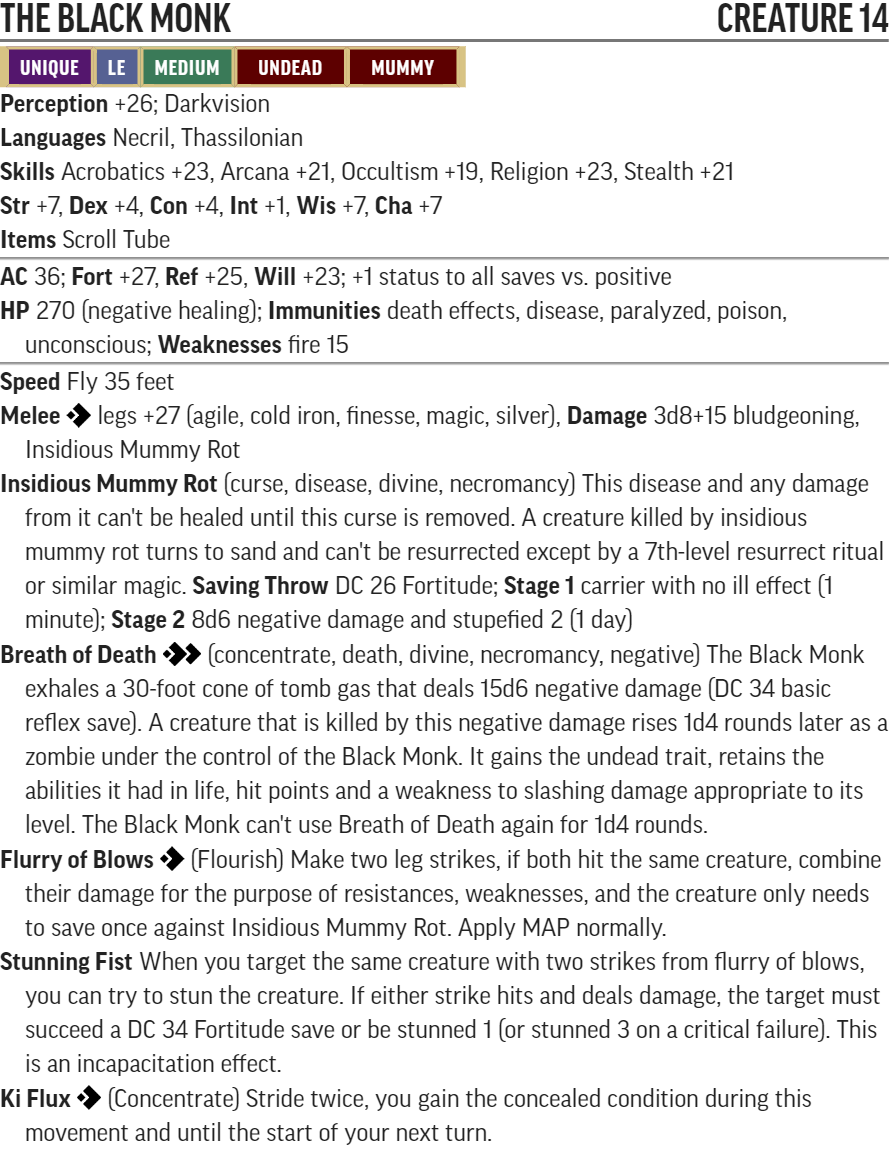 THE BLACK MONK CREATURE 14
UNIQUE LE MEDIUM UNDEAD MUMMY
Perception +26; Darkvision
Languages Necril, Thassilonian
Skills Acrobatics +23, Arcana +21, Occultism +19, Religion +23, Stealth +21
Str +7, Dex +4, Con +4, Int +1, Wis +7, Cha +7
Items Scroll Tube
AC 36; Fort +27, Ref +25, Will +23; +1 status to all saves vs. positive
HP 270 (negative healing); Immunities death effects, disease, paralyzed, poison,
unconscious; Weaknesses fire 15
Speed Fly 35 feet
Melee legs +27 (agile, cold iron, finesse, magic, silver), Damage 3d8+15 bludgeoning,
Insidious Mummy Rot
Insidious Mummy Rot (curse, disease, divine, necromancy) This disease and any damage
from it can't be healed until this curse is removed. A creature killed by insidious
mummy rot turns to sand and can't be resurrected except by a 7th-level resurrect ritual
or similar magic. Saving Throw DC 26 Fortitude; Stage 1 carrier with no ill effect (1
minute); Stage 2 8d6 negative damage and stupefied 2 (1 day)
Breath of Death (concentrate, death, divine, necromancy, negative) The Black Monk
exhales a 30-foot cone of tomb gas that deals 15d6 negative damage (DC 34 basic
reflex save). A creature that is killed by this negative damage rises 1d4 rounds later as a
zombie under the control of the Black Monk. It gains the undead trait, retains the
abilities it had in life, hit points and a weakness to slashing damage appropriate to its
level. The Black Monk can't use Breath of Death again for 1d4 rounds.
Flurry of Blows (Flourish) Make two leg strikes, if both hit the same creature, combine
their damage for the purpose of resistances, weaknesses, and the creature only needs
to save once against Insidious Mummy Rot. Apply MAP normally.
Stunning Fist When you target the same creature with two strikes from flurry of blows,
you can try to stun the creature. If either strike hits and deals damage, the target must
succeed a DC 34 Fortitude save or be stunned 1 (or stunned 3 on a critical failure). This
is an incapacitation effect.
Ki Flux (Concentrate) Stride twice, you gain the concealed condition during this
movement and until the start of your next turn.